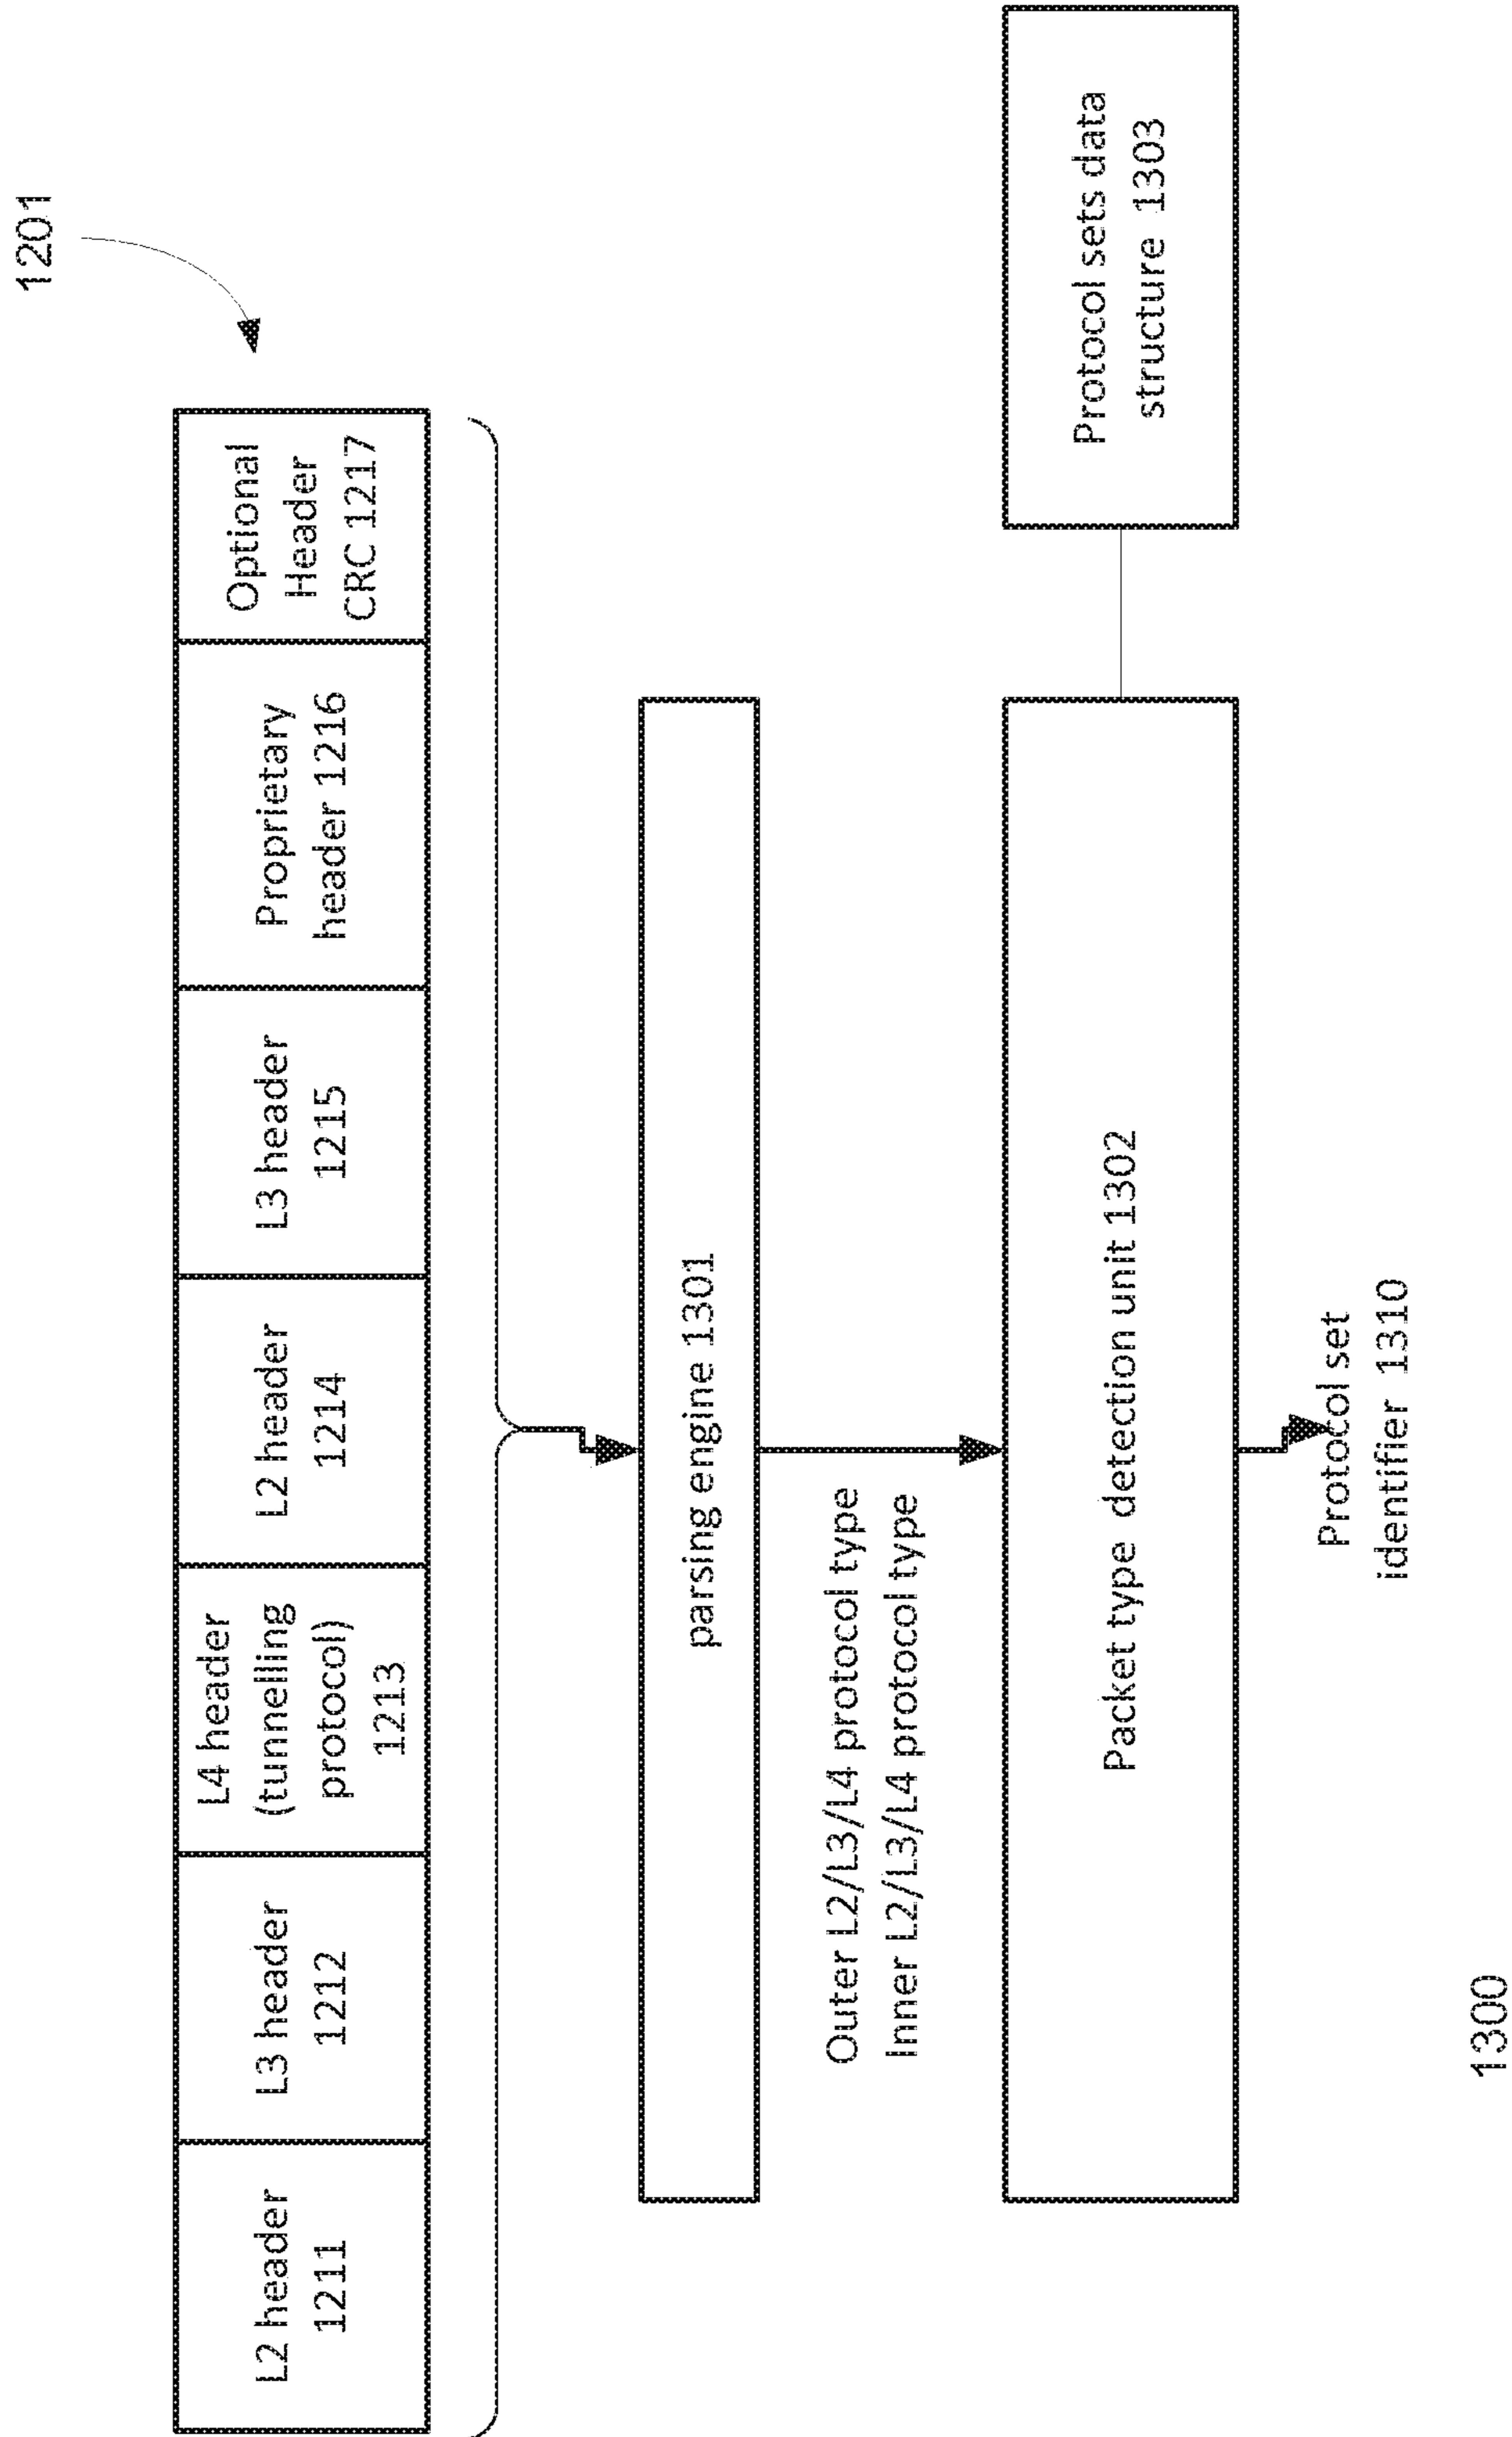 1201
L2 header
1211
L3 header
1212
L4 header
(tunnelling
protocol)
1213
L2 header
1214
L3 header
1215
Proprietary
header 1216
Optional
Header
CRC 1217
parsing engine 1301
Outer L2/L3/L4 protocol type
Inner L2/L3/L4 protocol type
Packet type detection unit 1302
Protocol sets data
structure 1303
Protocol set
identifier 1310
1300